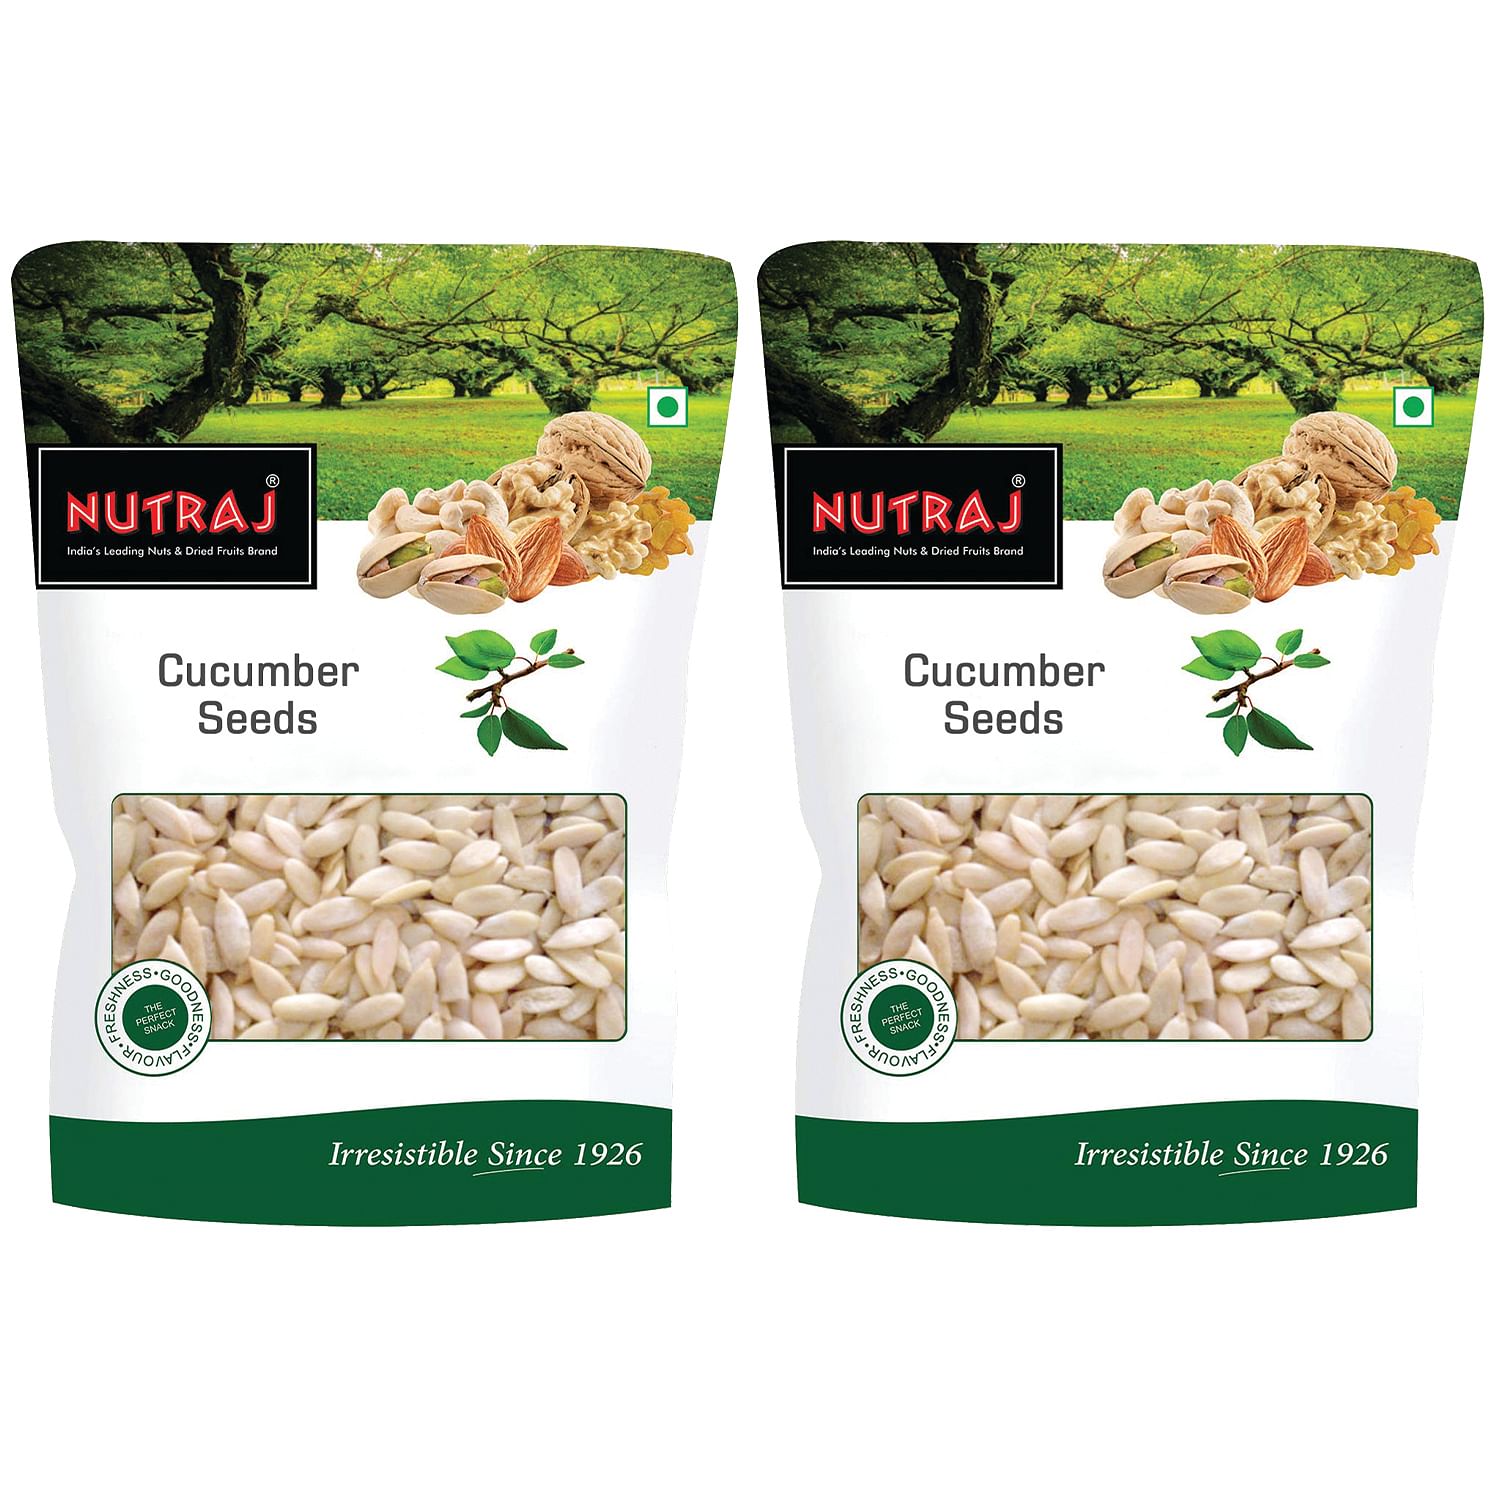 NUTRAJ®
India's Leading Nuts & Dried Fruits Brand
Cucumber
Seeds
FRESHNESS•GOODNESS•FLAVOUR•
THE
PERFECT
SNACK
Irresistible Since 1926
NUTRAJ®
India's Leading Nuts & Dried Fruits Brand
Cucumber
Seeds
FRESHNESS•GOODNESS•FLAVOUR•
THE
PERFECT
SNACK
Irresistible Since 1926